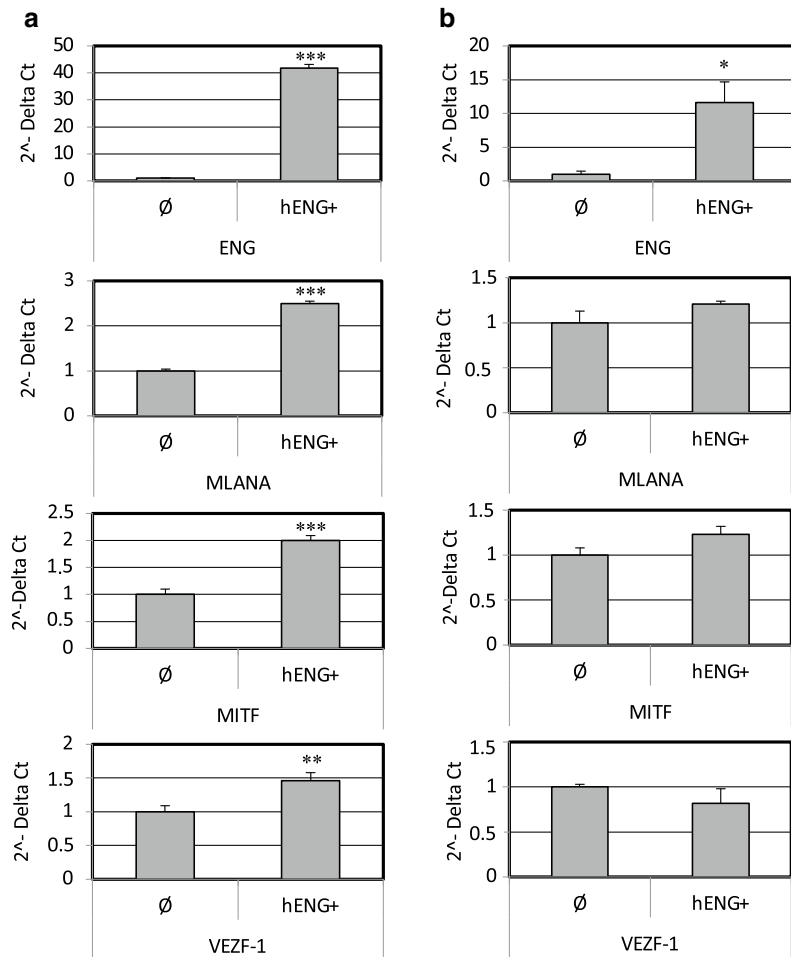 a
2^- Delta Ct
50
40
30
20
10
0
***
Ø hENG+
ENG
2^- Delta Ct
3
2
1
0
***
Ø hENG+
MLANA
2^-Delta Ct
2.5
2
1.5
1
0.5
0
***
Ø hENG+
MITF
2^- Delta Ct
2
1.5
1
0.5
0
**
Ø hENG+
VEZF-1
b
2^- Delta Ct
20
15
10
5
0
*
Ø hENG+
ENG
2^- Delta Ct
1.5
1
0.5
0
Ø hENG+
MLANA
2^-Delta Ct
1.5
1
0.5
0
Ø hENG+
MITF
2^- Delta Ct
1.5
1
0.5
0
Ø hENG+
VEZF-1